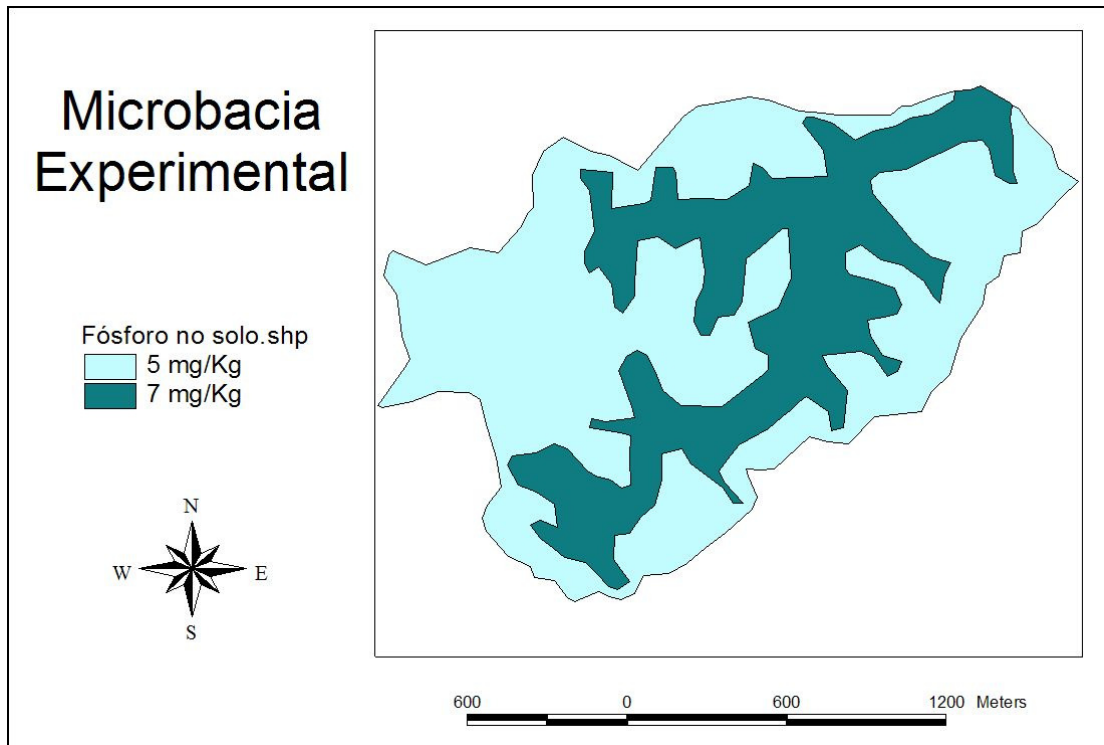 Microbacia
Experimental
Fósforo no solo.shp
5 mg/Kg
7 mg/Kg
N
W E
S
600 0 600 1200 Meters